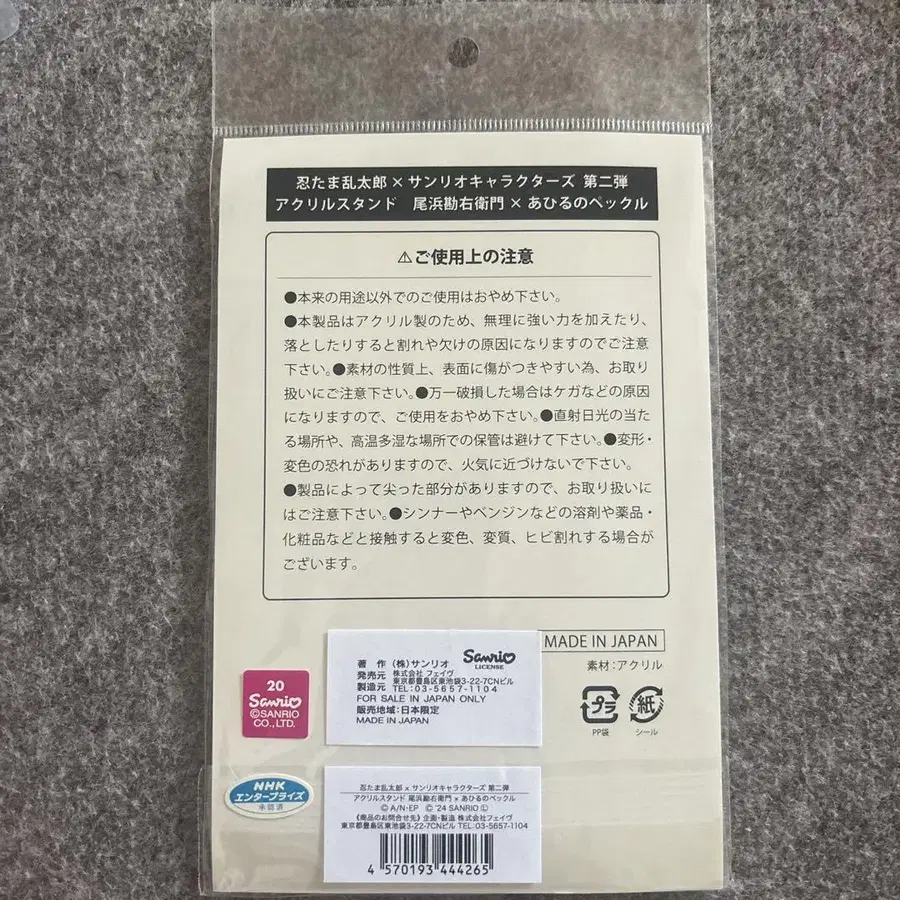 忍たま乱太郎×サンリオキャラクターズ 第二弾
アクリルスタンド 尾浜勘右衛門×あひるのペックル
⚠ご使用上の注意
●本来の用途以外でのご使用はおやめ下さい。
●本製品はアクリル製のため、無理に強い力を加えたり、
落としたりすると割れや欠けの原因になりますのでご注意
下さい。●素材の性質上、表面に傷がつきやすい為、お取り
扱いにご注意下さい。●万一破損した場合はケガなどの原因
になりますので、ご使用をおやめ下さい。●直射日光の当た
る場所や、高温多湿な場所での保管は避けて下さい。●変形・
変色の恐れがありますので、火気に近づけないで下さい。
●製品によって尖った部分がありますので、お取り扱いに
はご注意下さい。●シンナーやベンジンなどの溶剤や薬品・
化粧品などと接触すると変色、変質、ヒビ割れする場合が
ございます。
MADE IN JAPAN
素材：アクリル
プラ
PP袋
紙
シール
著 作 (株)サンリオ
Sanrio
LICENSE
発売元 株式会社 フェイヴ
製造元 東京都豊島区東池袋3-22-7CNビル
TEL:03-5657-1104
FOR SALE IN JAPAN ONLY
販売地域:日本限定
MADE IN JAPAN
20
Sanrio
©SANRIO
CO.,LTD.
NHK
エンタープライズ
承認済
忍たま乱太郎×サンリオキャラクターズ 第二弾
アクリルスタンド 尾浜勘右衛門×あひるのペックル
© A/N·EP © '24 SANRIO Ⓛ
《商品のお問合せ先》企画・製造 株式会社フェイヴ
東京都豊島区東池袋3-22-7CNビル TEL.03-5657-1104
4 570193 444265